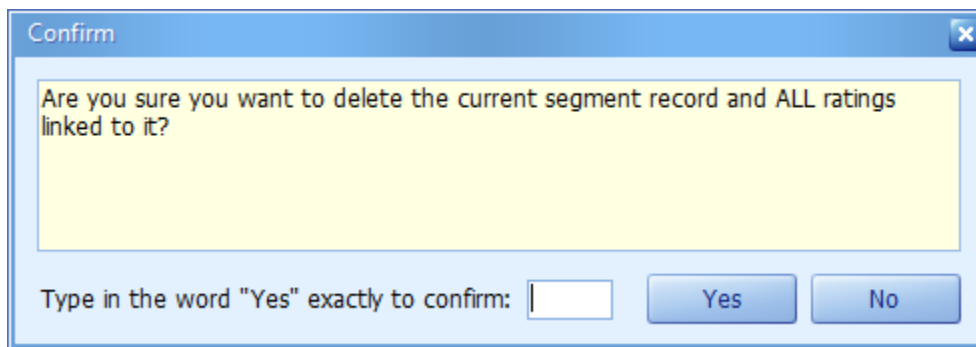 Confirm
Are you sure you want to delete the current segment record and ALL ratings
linked to it?
Type in the word "Yes" exactly to confirm:
Yes
No